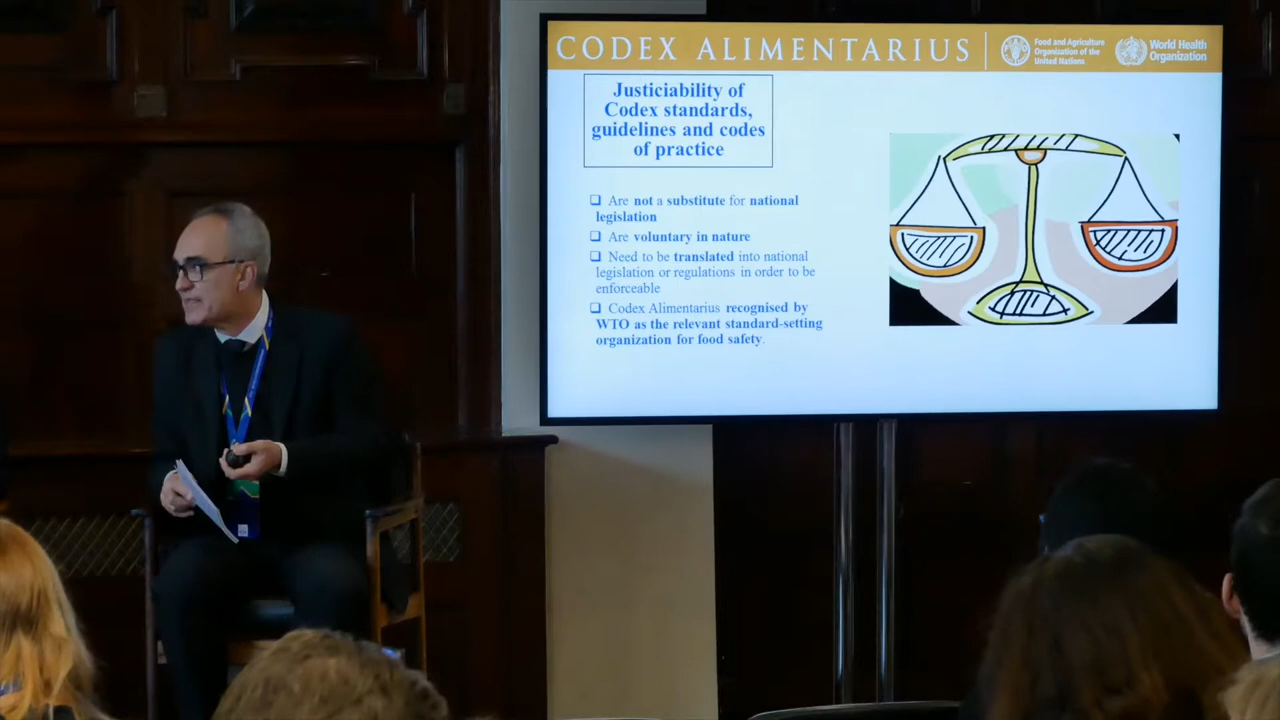 CODEX ALIMENTARIUS
Food and Agriculture
Organization of the
United Nations
World Health
Organization
Justiciability of
Codex standards,
guidelines and codes
of practice
Are not a substitute for national
legislation
Are voluntary in nature
Need to be translated into national
legislation or regulations in order to be
enforceable
Codex Alimentarius recognised by
WTO as the relevant standard-setting
organization for food safety.